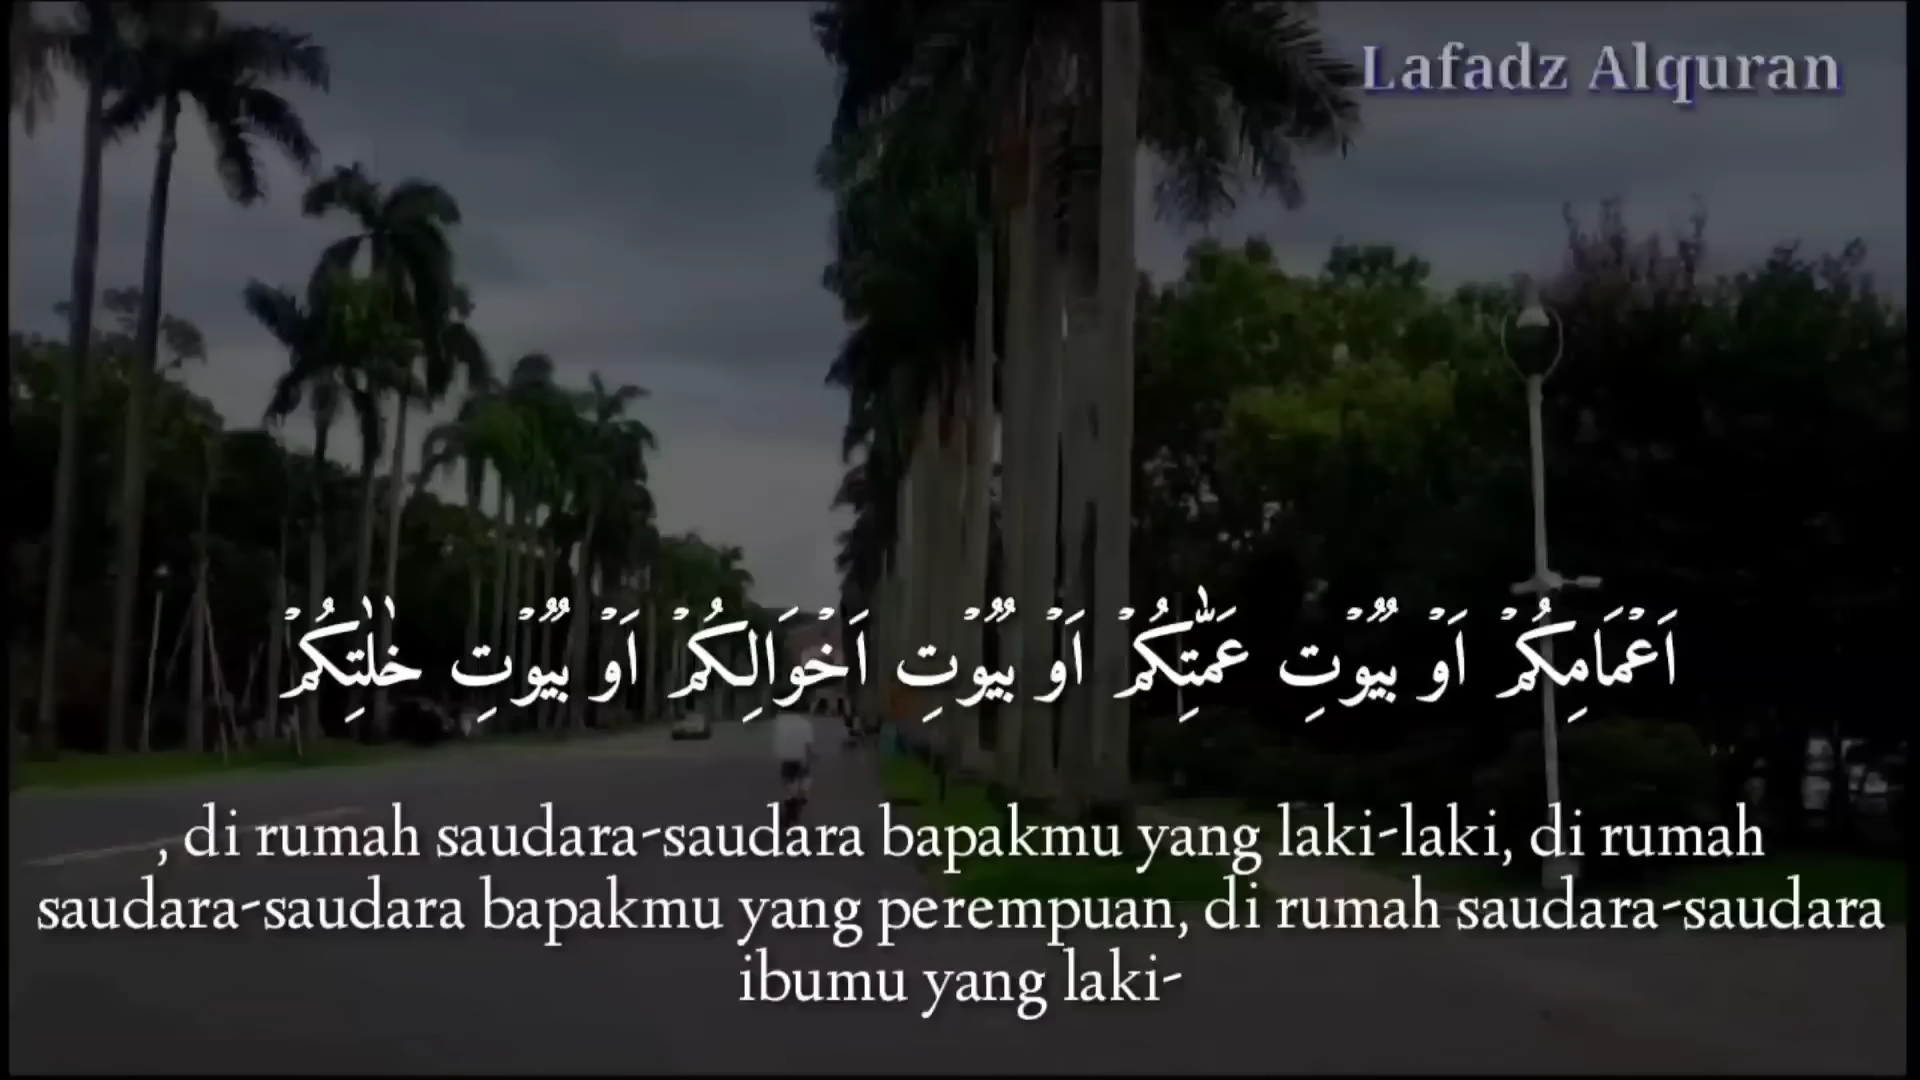 Lafadz Alquran
اَعْمَامِكُمْ اَوْ بُيُوْتِ عَمّٰتِكُمْ اَوْ بُيُوْتِ اَخْوَالِكُمْ اَوْ بُيُوْتِ خٰلٰتِكُمْ
, di rumah saudara-saudara bapakmu yang laki-laki, di rumah
saudara-saudara bapakmu yang perempuan, di rumah saudara-saudara
ibumu yang laki-